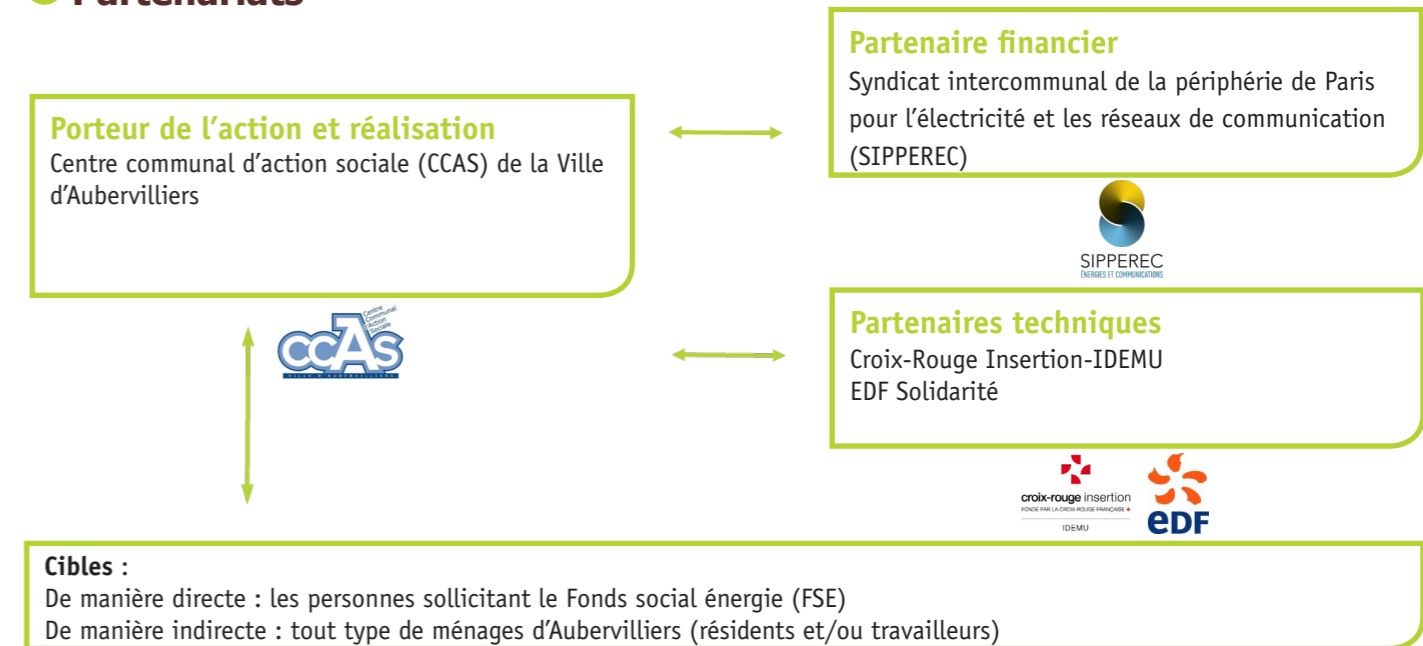 Partenariats
Porteur de l’action et réalisation
Centre communal d’action sociale (CCAS) de la Ville
d’Aubervilliers
Partenaire financier
Syndicat intercommunal de la périphérie de Paris
pour l’électricité et les réseaux de communication
(SIPPEREC)
SIPPEREC
ÉNERGIES ET COMMUNICATIONS
CCAS
Centre
Communal
d'Action
Sociale
VILLE D'AUBERVILLIERS
Partenaires techniques
Croix-Rouge Insertion-IDEMU
EDF Solidarité
croix-rouge insertion
FONDÉ PAR LA CROIX-ROUGE FRANÇAISE
IDEMU
eDF
Cibles :
De manière directe : les personnes sollicitant le Fonds social énergie (FSE)
De manière indirecte : tout type de ménages d’Aubervilliers (résidents et/ou travailleurs)